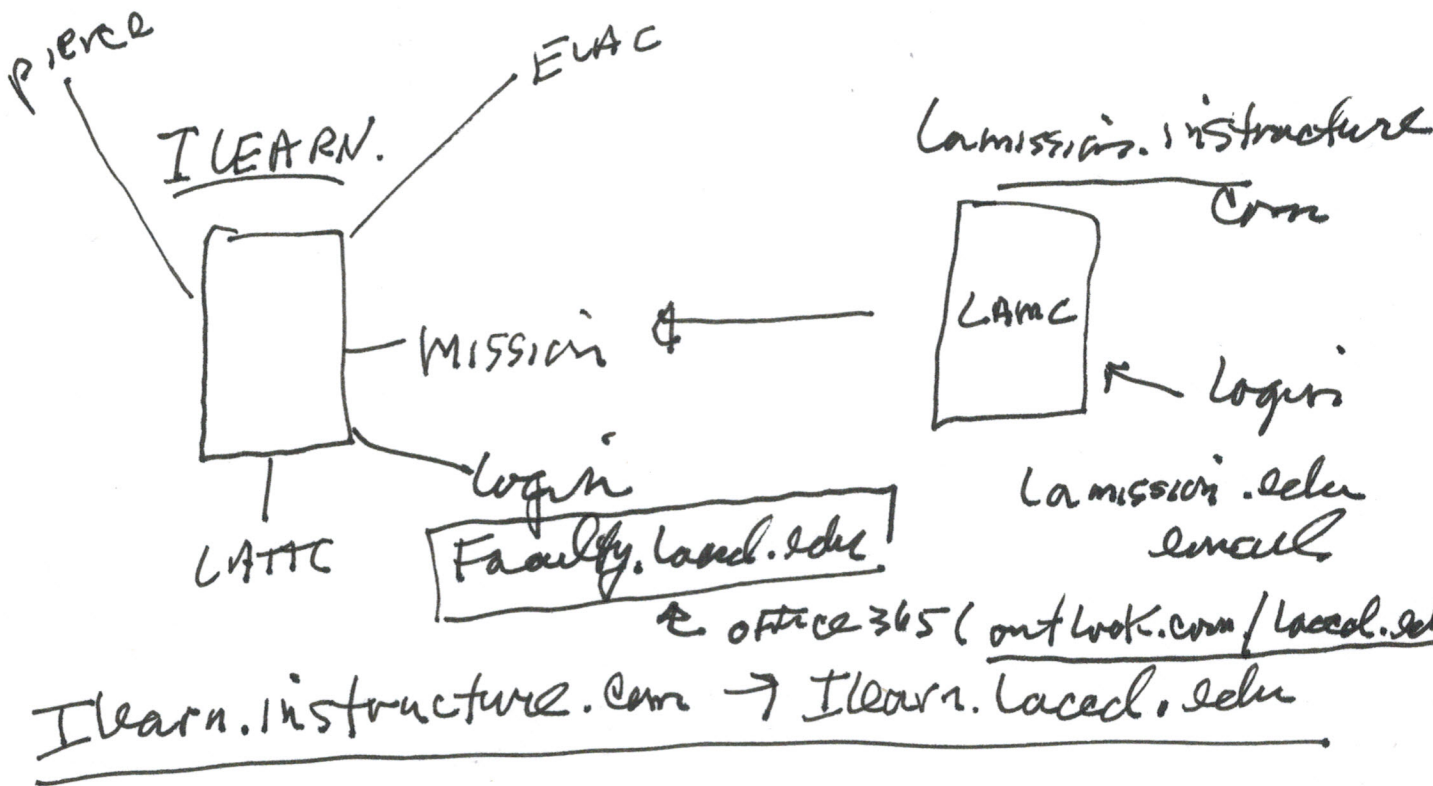 Pierce
ELAC
ILEARN.
Lamission.instructure
Com
LAMC
Mission
Login
Login
Lamission.edu
email
LATTC
Faculty.laccd.edu
office365 (outlook.com/laccd.edu
Ilearn.instructure.com → Ilearn.laccd.edu